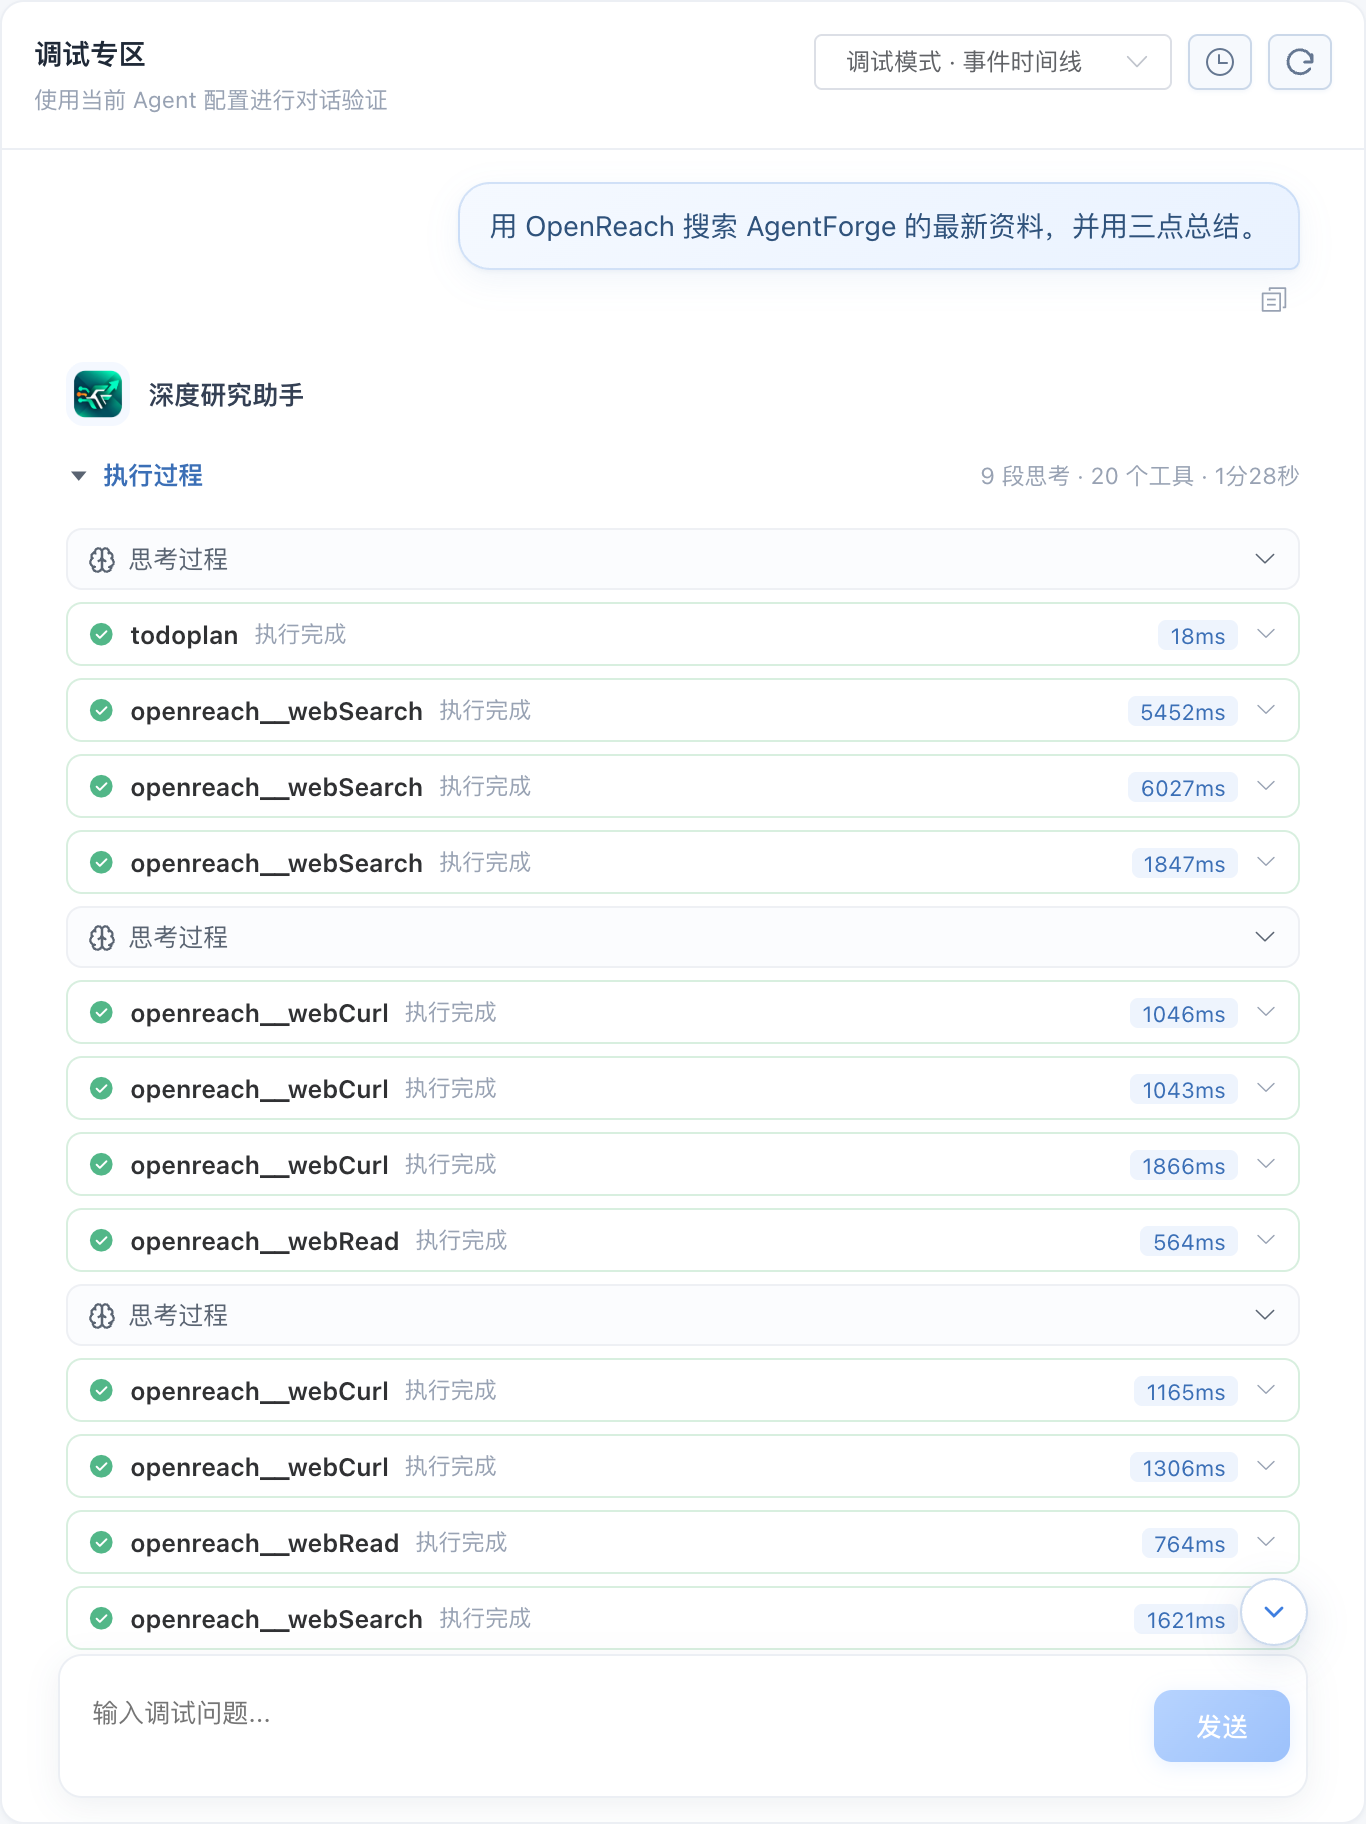 调试专区
使用当前 Agent 配置进行对话验证
调试模式 · 事件时间线
用 OpenReach 搜索 AgentForge 的最新资料，并用三点总结。
深度研究助手
执行过程
9 段思考 · 20 个工具 · 1分28秒
思考过程
todoplan 执行完成 18ms
openreach__webSearch 执行完成 5452ms
openreach__webSearch 执行完成 6027ms
openreach__webSearch 执行完成 1847ms
思考过程
openreach__webCurl 执行完成 1046ms
openreach__webCurl 执行完成 1043ms
openreach__webCurl 执行完成 1866ms
openreach__webRead 执行完成 564ms
思考过程
openreach__webCurl 执行完成 1165ms
openreach__webCurl 执行完成 1306ms
openreach__webRead 执行完成 764ms
openreach__webSearch 执行完成 1621ms
输入调试问题...
发送